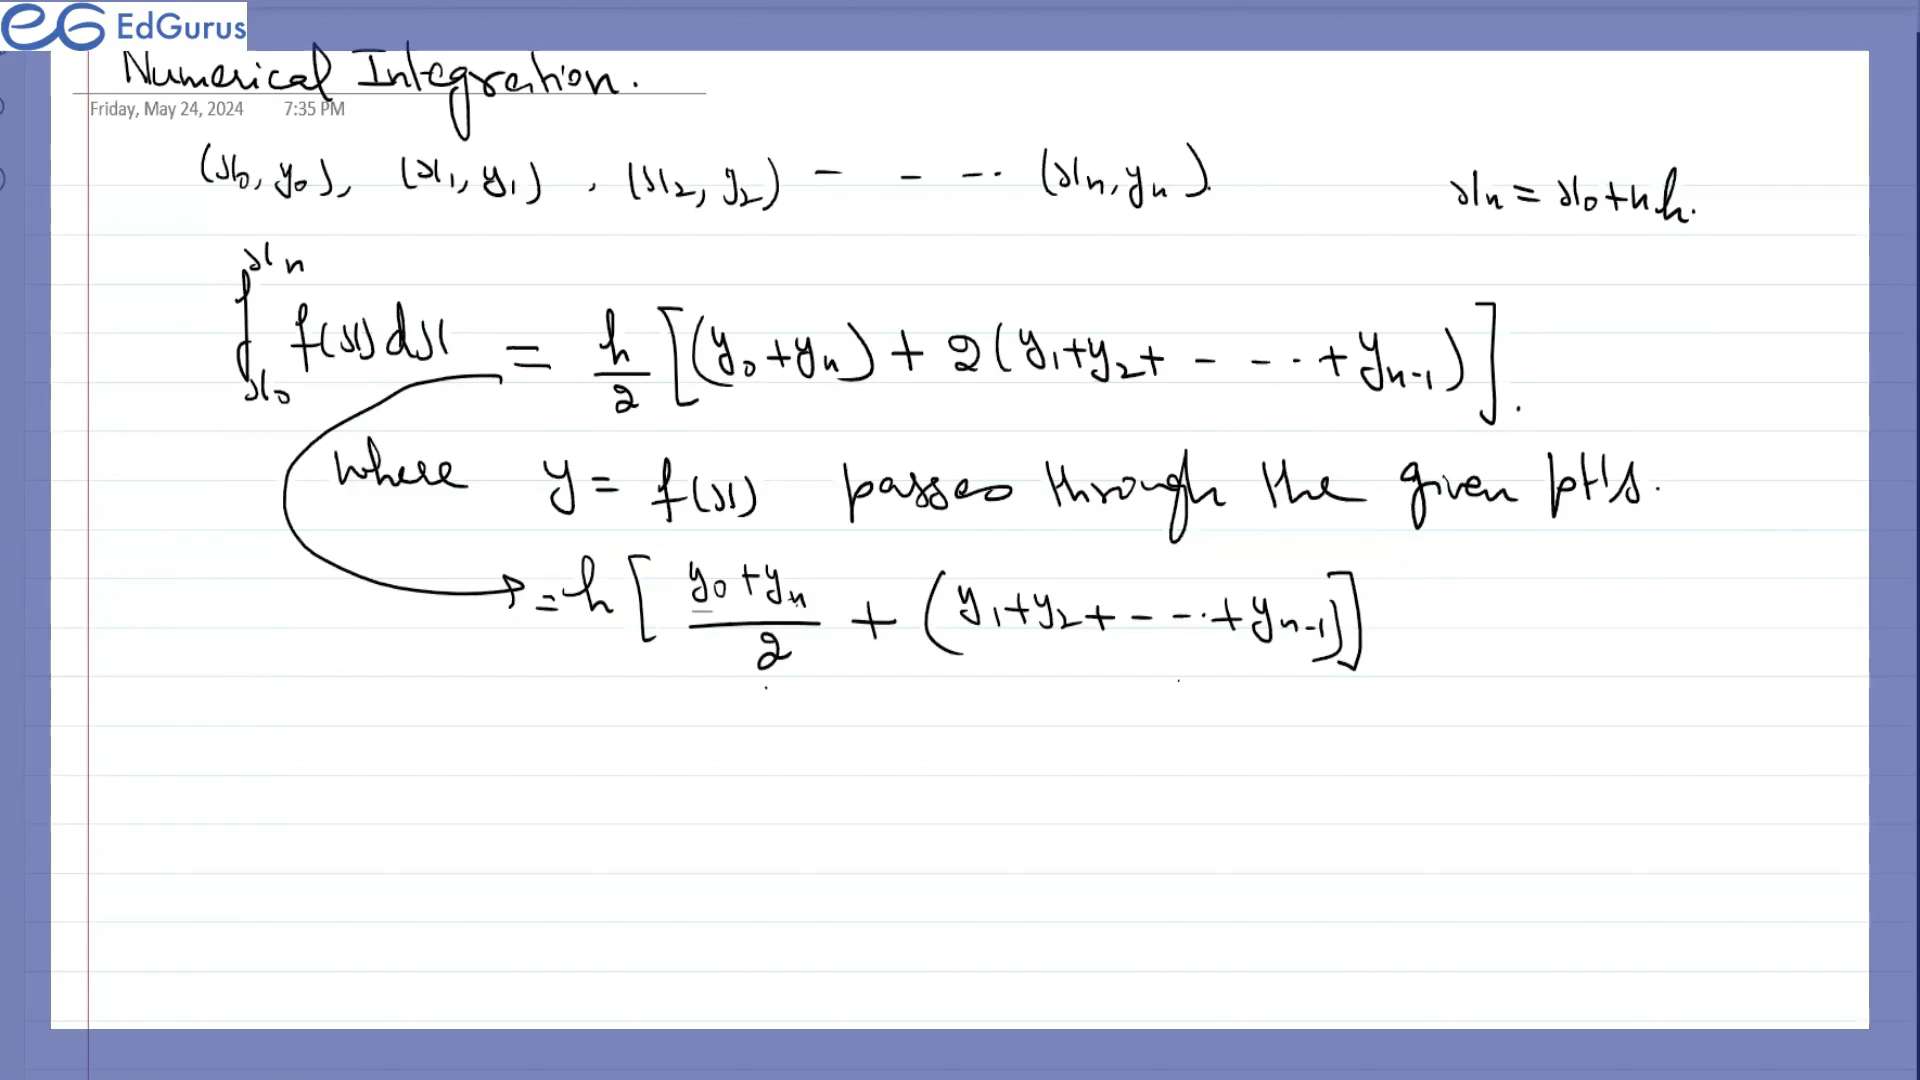 EdGurus
Numerical Integration.
Friday, May 24, 2024 7:35 PM
(x₀, y₀), (x₁, y₁), (x₂, y₂) - - -·· (xₙ, yₙ). xₙ = x₀+nh.
∫ₓ₀ˣⁿ f(x)dx = h/2 [(y₀+yₙ) + 2(y₁+y₂+ - - ··+yₙ₋₁)].
where y = f(x) passes through the given pt's.
= h [ (y₀+yₙ)/2 + (y₁+y₂+ - - ··+yₙ₋₁)]